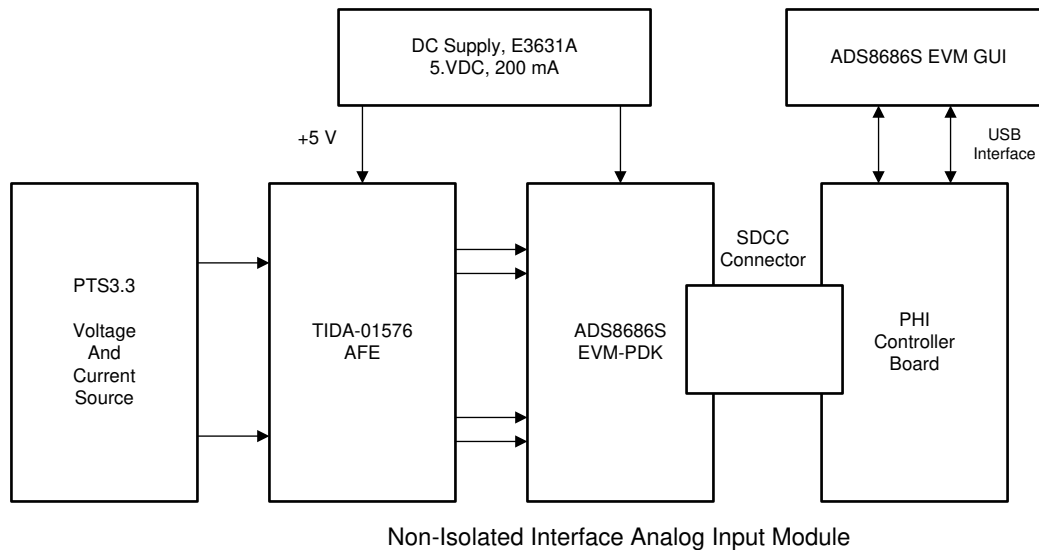 DC Supply, E3631A
5.VDC, 200 mA
ADS8686S EVM GUI
+5 V
USB
Interface
PTS3.3
Voltage
And
Current
Source
TIDA-01576
AFE
ADS8686S
EVM-PDK
SDCC
Connector
PHI
Controller
Board
Non-Isolated Interface Analog Input Module